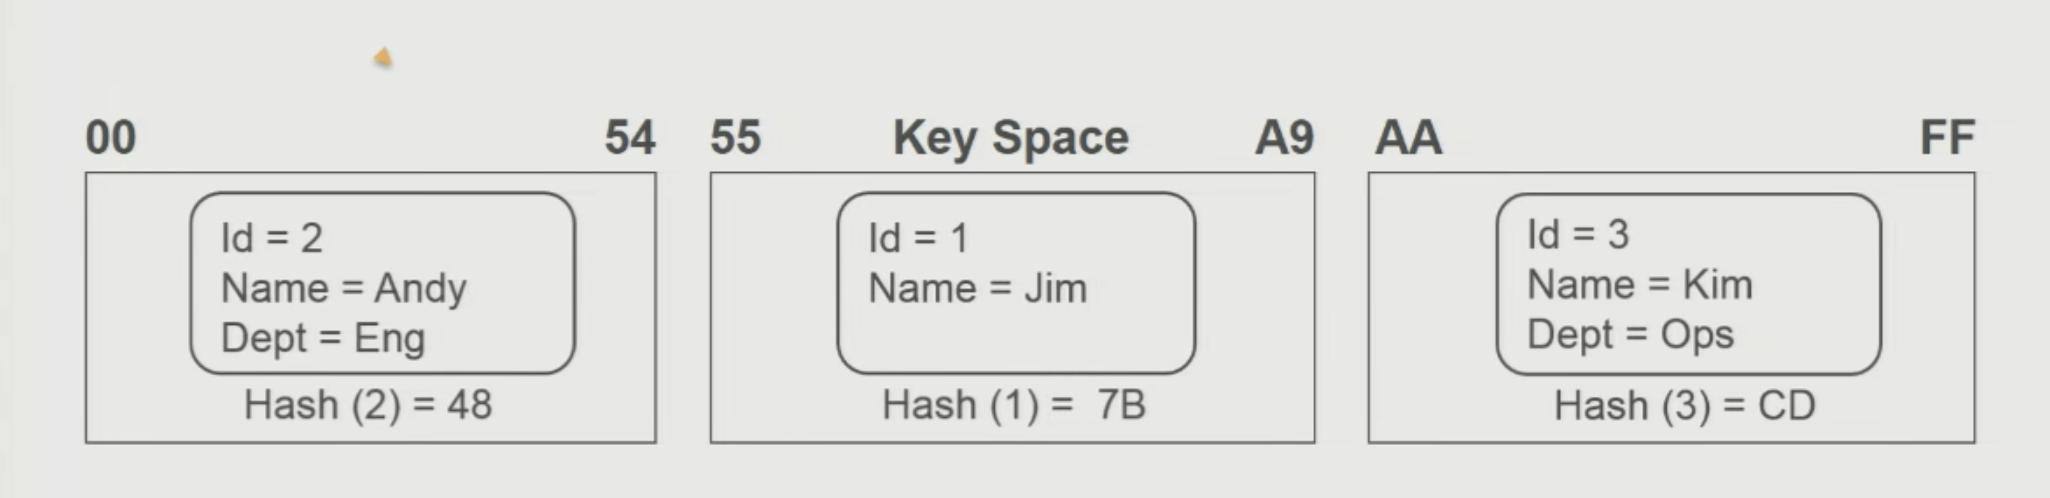 00 54 55 Key Space A9 AA FF
Id = 2
Name = Andy
Dept = Eng
Hash (2) = 48
Id = 1
Name = Jim
Hash (1) = 7B
Id = 3
Name = Kim
Dept = Ops
Hash (3) = CD